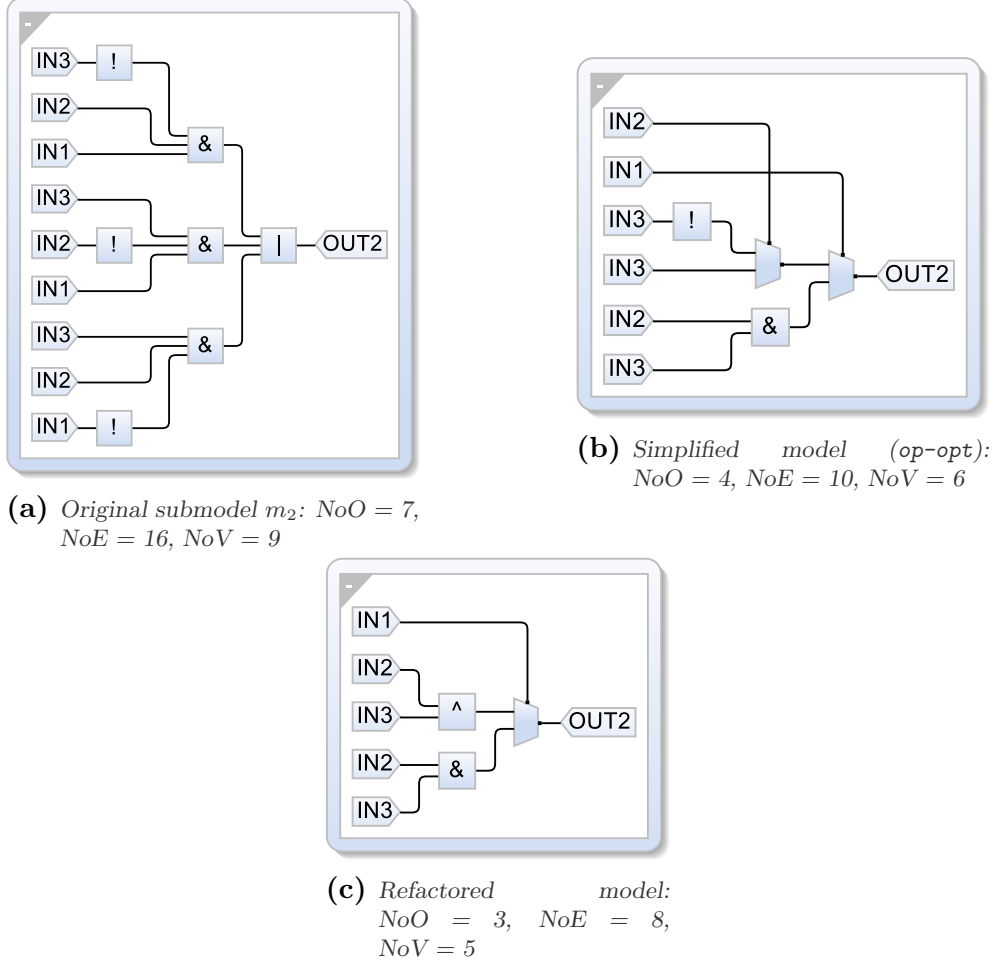 -
IN3
!
IN2
&
IN1
IN3
IN2
!
&
|
OUT2
IN1
IN3
&
IN2
IN1
!
(a) Original submodel m₂: NoO = 7,
NoE = 16, NoV = 9
-
IN2
IN1
IN3
!
IN3
OUT2
IN2
&
IN3
(b) Simplified model (op-opt):
NoO = 4, NoE = 10, NoV = 6
-
IN1
IN2
IN3
^
OUT2
IN2
&
IN3
(c) Refactored model:
NoO = 3, NoE = 8,
NoV = 5